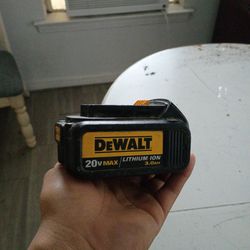 DEWALT
20V MAX LITHIUM ION
3.0AH